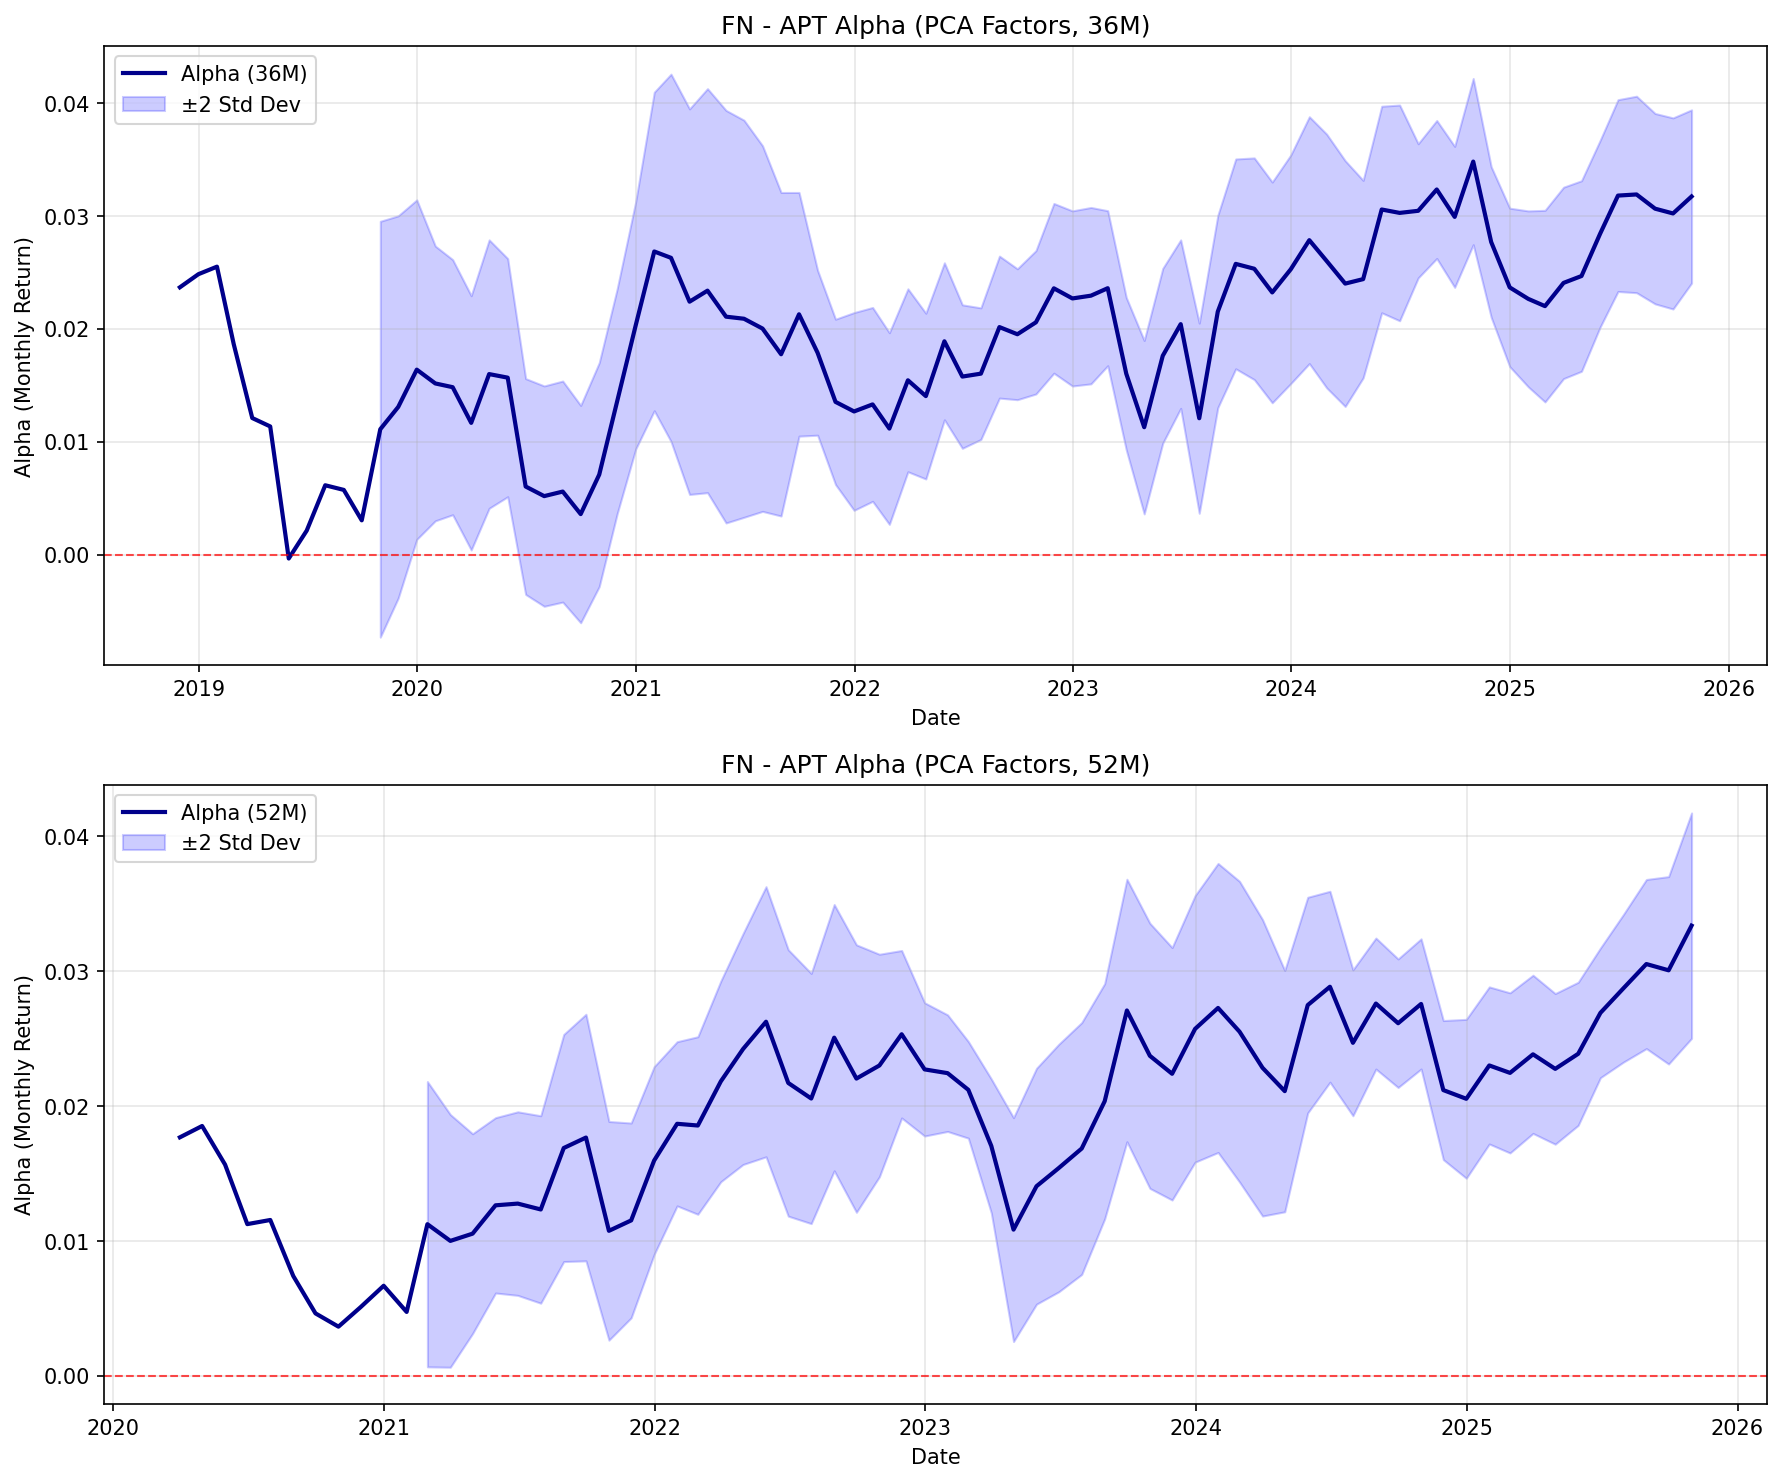 FN - APT Alpha (PCA Factors, 36M)
Alpha (36M)
±2 Std Dev
Alpha (Monthly Return)
0.04
0.03
0.02
0.01
0.00
2019 2020 2021 2022 2023 2024 2025 2026
Date
FN - APT Alpha (PCA Factors, 52M)
Alpha (52M)
±2 Std Dev
Alpha (Monthly Return)
0.04
0.03
0.02
0.01
0.00
2020 2021 2022 2023 2024 2025 2026
Date